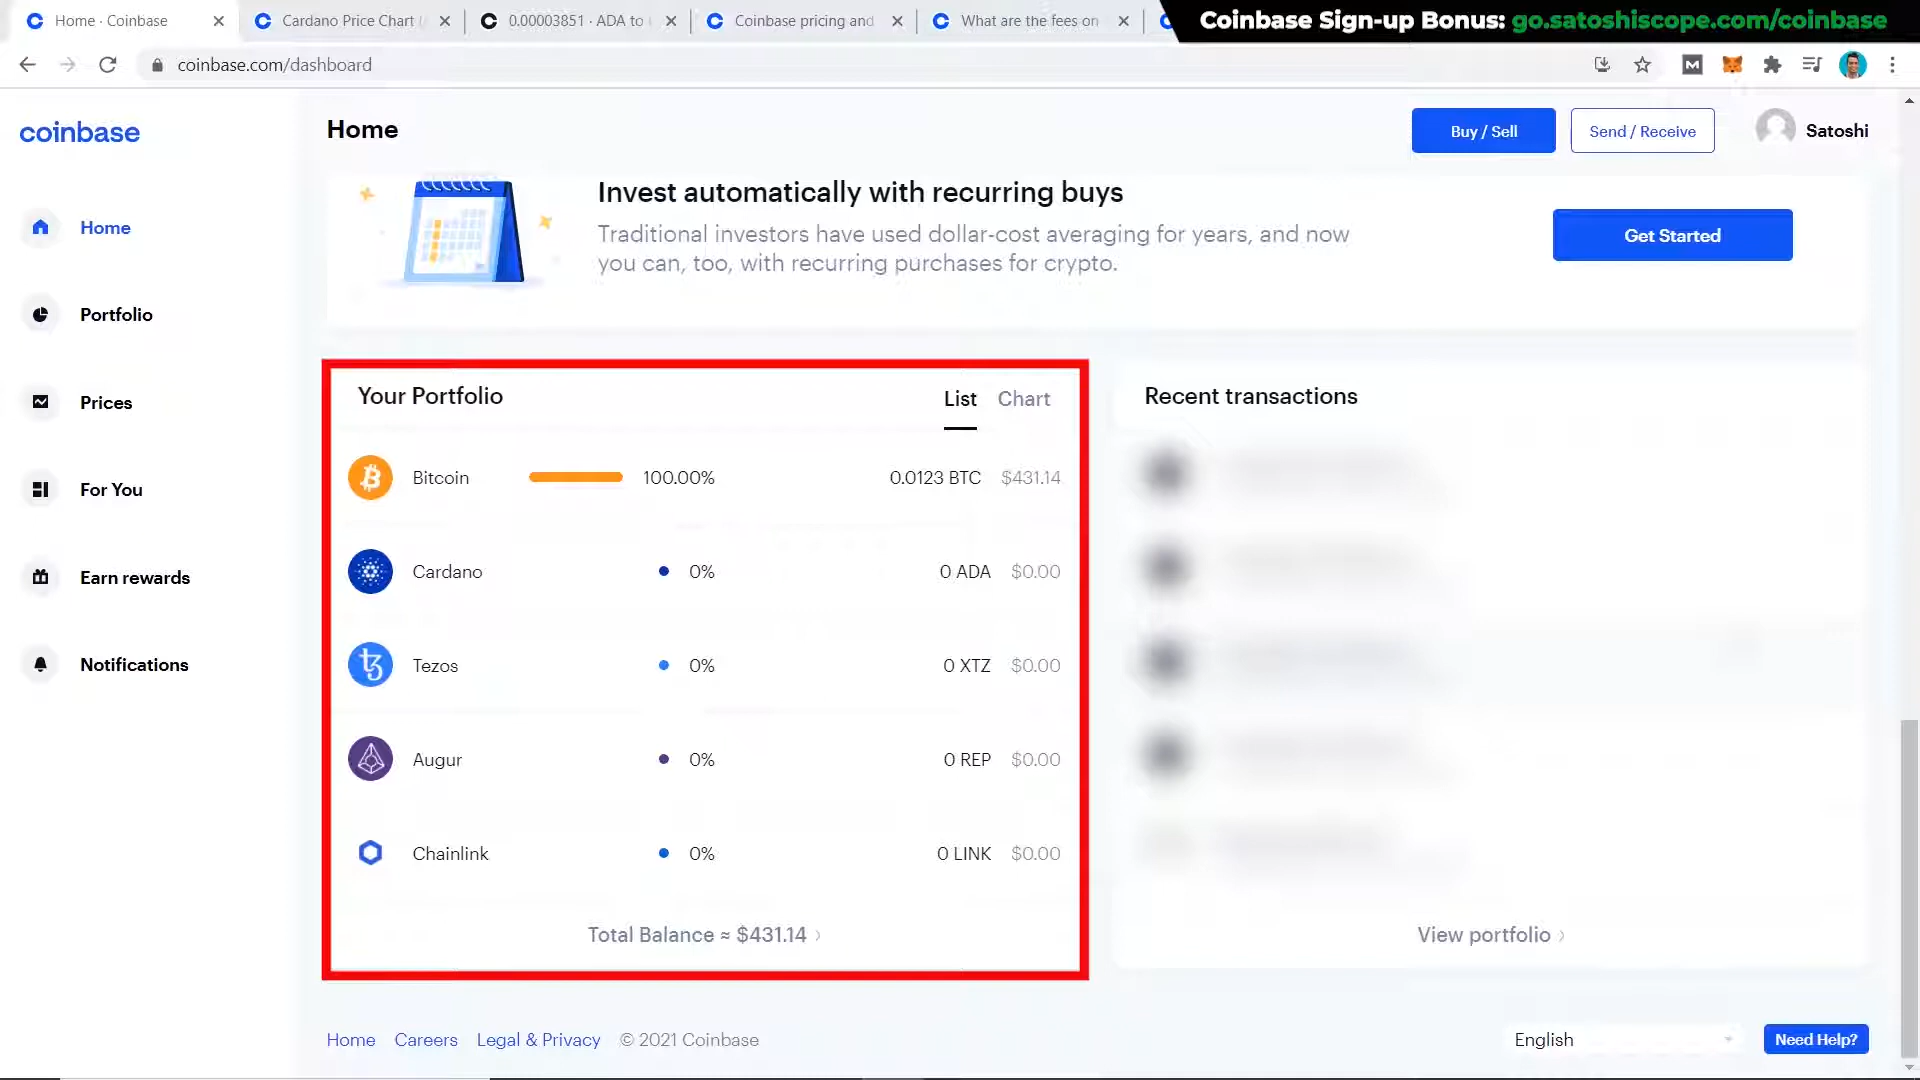 Home · Coinbase
Cardano Price Chart
0.00003851 · ADA to
Coinbase pricing and
What are the fees on
Coinbase Sign-up Bonus: go.satoshiscope.com/coinbase
coinbase.com/dashboard
coinbase
Home
Buy / Sell
Send / Receive
Satoshi
Home
Portfolio
Prices
For You
Earn rewards
Notifications
Invest automatically with recurring buys
Traditional investors have used dollar-cost averaging for years, and now
you can, too, with recurring purchases for crypto.
Get Started
Your Portfolio
List Chart
Bitcoin 100.00% 0.0123 BTC $431.14
Cardano 0% 0 ADA $0.00
Tezos 0% 0 XTZ $0.00
Augur 0% 0 REP $0.00
Chainlink 0% 0 LINK $0.00
Total Balance ≈ $431.14
Recent transactions
View portfolio
Home Careers Legal & Privacy © 2021 Coinbase
English
Need Help?